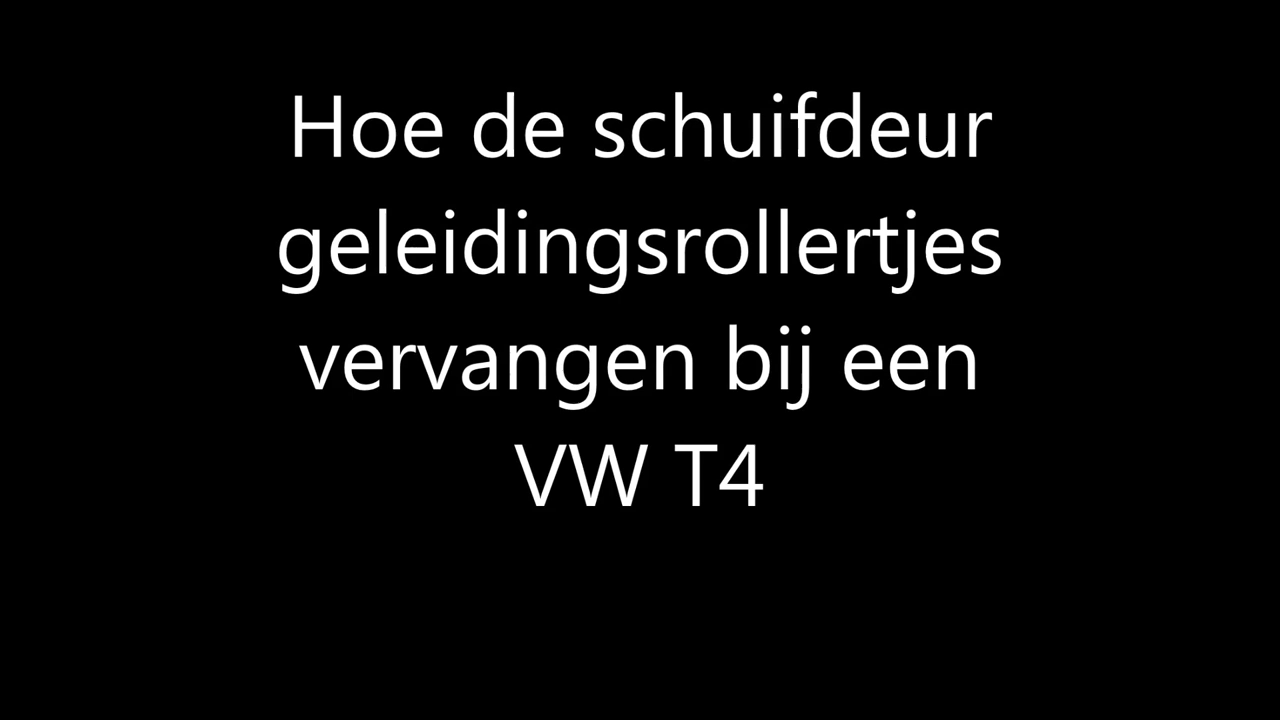 Hoe de schuifdeur
geleidingsrollertjes
vervangen bij een
VW T4